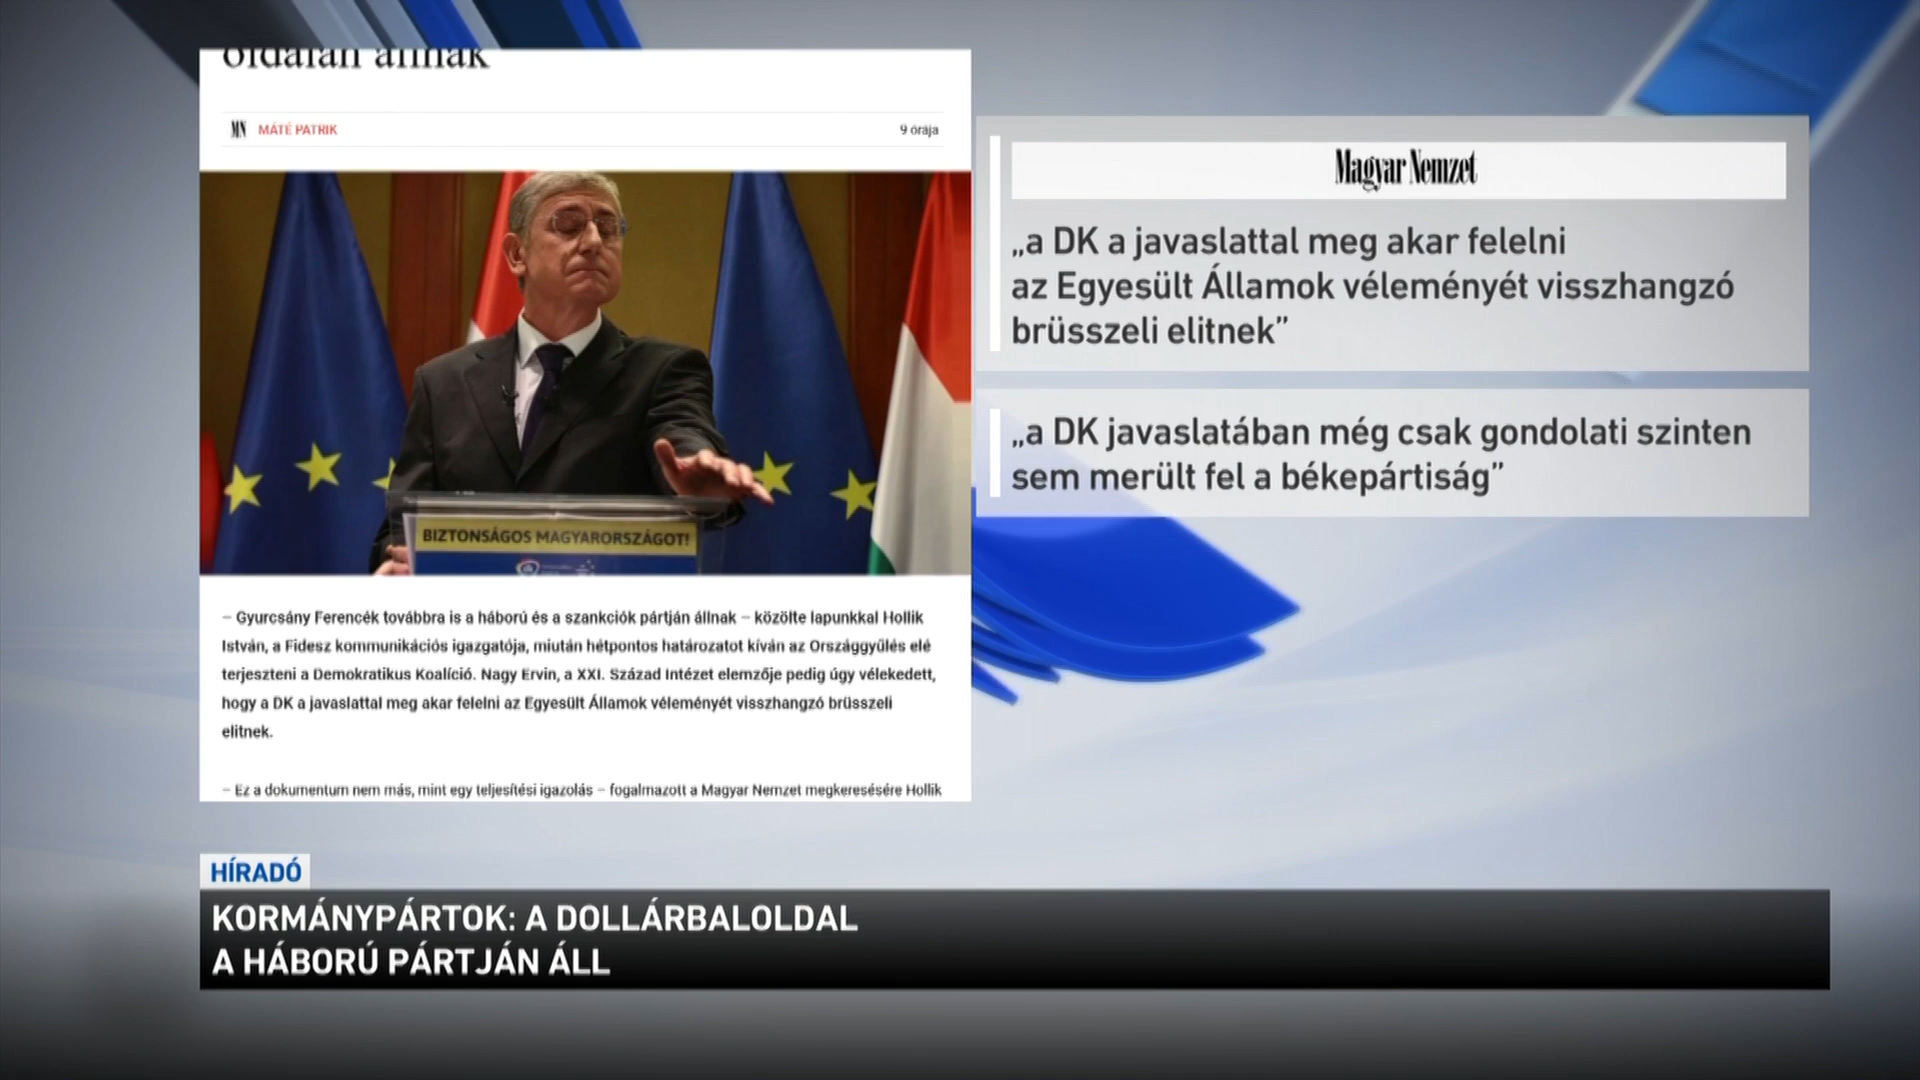 oldalán állnak
MN MÁTÉ PATRIK
9 órája
BIZTONSÁGOS MAGYARORSZÁGOT!
– Gyurcsány Ferencék továbbra is a háború és a szankciók pártján állnak – közölte lapunkkal Hollik
István, a Fidesz kommunikációs igazgatója, miután hétpontos határozatot kíván az Országgyűlés elé
terjeszteni a Demokratikus Koalíció. Nagy Ervin, a XXI. Század Intézet elemzője pedig úgy vélekedett,
hogy a DK a javaslattal meg akar felelni az Egyesült Államok véleményét visszhangzó brüsszeli
elitnek.
– Ez a dokumentum nem más, mint egy teljesítési igazolás – fogalmazott a Magyar Nemzet megkeresésére Hollik
Magyar Nemzet
„a DK a javaslattal meg akar felelni
az Egyesült Államok véleményét visszhangzó
brüsszeli elitnek”
„a DK javaslatában még csak gondolati szinten
sem merült fel a békepártiság”
HÍRADÓ
KORMÁNYPÁRTOK: A DOLLÁRBALOLDAL
A HÁBORÚ PÁRTJÁN ÁLL